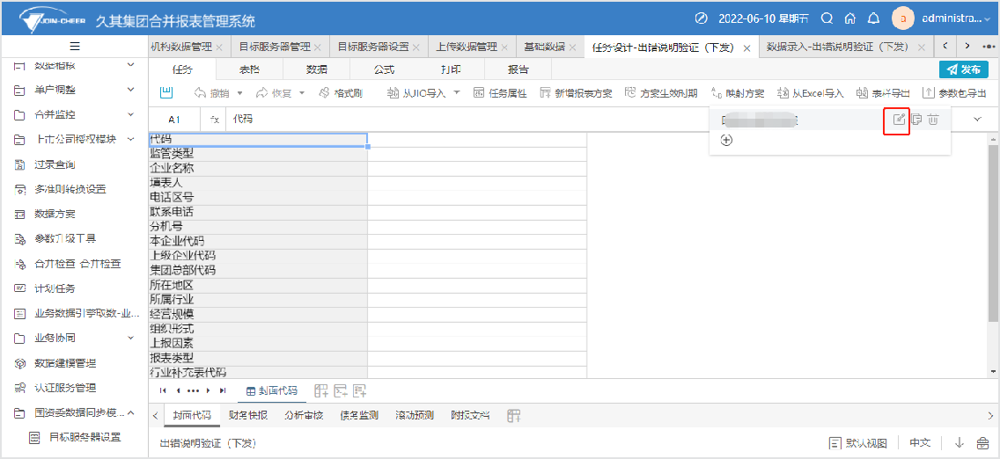 JOIN-CHEER 久其集团合并报表管理系统 2022-06-10 星期五 a administra...
机构数据管理 目标服务器管理 目标服务器设置 上传数据管理 基础数据 任务设计-出错说明验证（下发） 数据录入-出错说明验证（下发）
任务 表格 数据 公式 打印 报告 发布
撤销 恢复 格式刷 从JIO导入 任务属性 新增报表方案 方案生效时期 映射方案 从Excel导入 表样导出 参数包导出
A1 fx 代码
数据稽核
单户调整
合并监控
上市公司授权模块
过录查询
多准则转换设置
数据方案
参数升级工具
合并检查-合并检查
计划任务
业务数据引擎取数-业...
业务协同
数据建模管理
认证服务管理
国资委数据同步模...
目标服务器设置
代码
监管类型
企业名称
填表人
电话区号
联系电话
分机号
本企业代码
上级企业代码
集团总部代码
所在地区
所属行业
经营规模
组织形式
上报因素
报表类型
行业补充表代码
封面代码
封面代码 财务快报 分析审核 债务监测 滚动预测 附报文档
出错说明验证（下发） 默认视图 中文